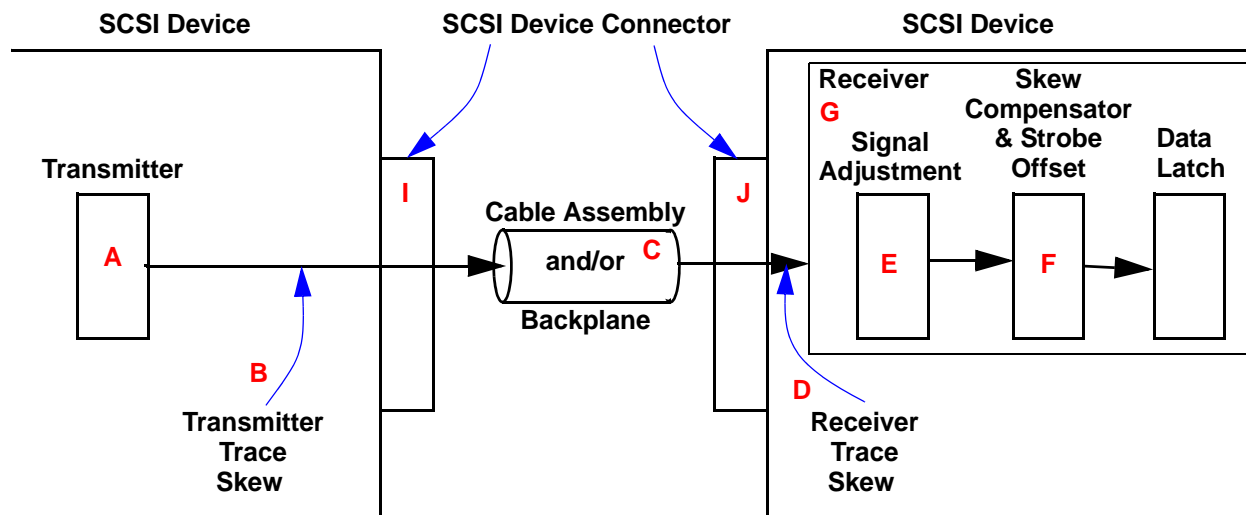 SCSI Device
SCSI Device Connector
SCSI Device
Receiver
G
Signal
Adjustment
Skew
Compensator
& Strobe
Offset
Data
Latch
Transmitter
A
I
Cable Assembly
and/or
C
Backplane
J
E
F
B
Transmitter
Trace
Skew
D
Receiver
Trace
Skew